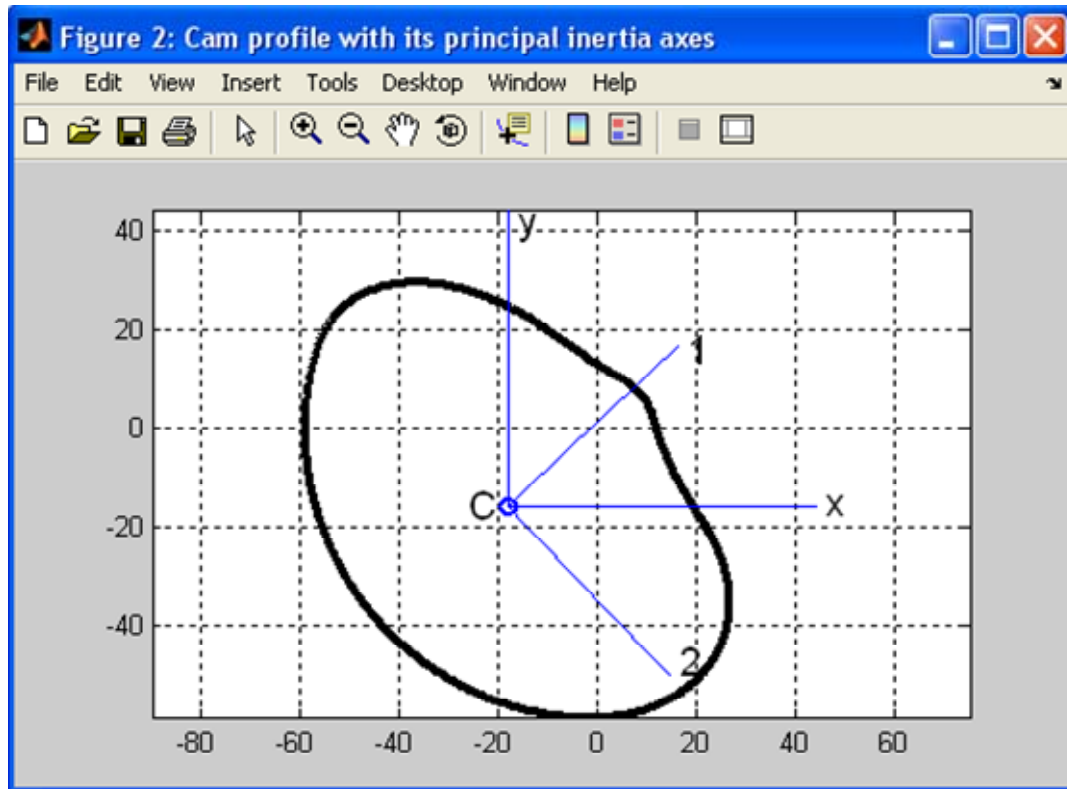 Figure 2: Cam profile with its principal inertia axes
File Edit View Insert Tools Desktop Window Help
y
40
20
1
0
C
x
-20
-40
2
-80 -60 -40 -20 0 20 40 60